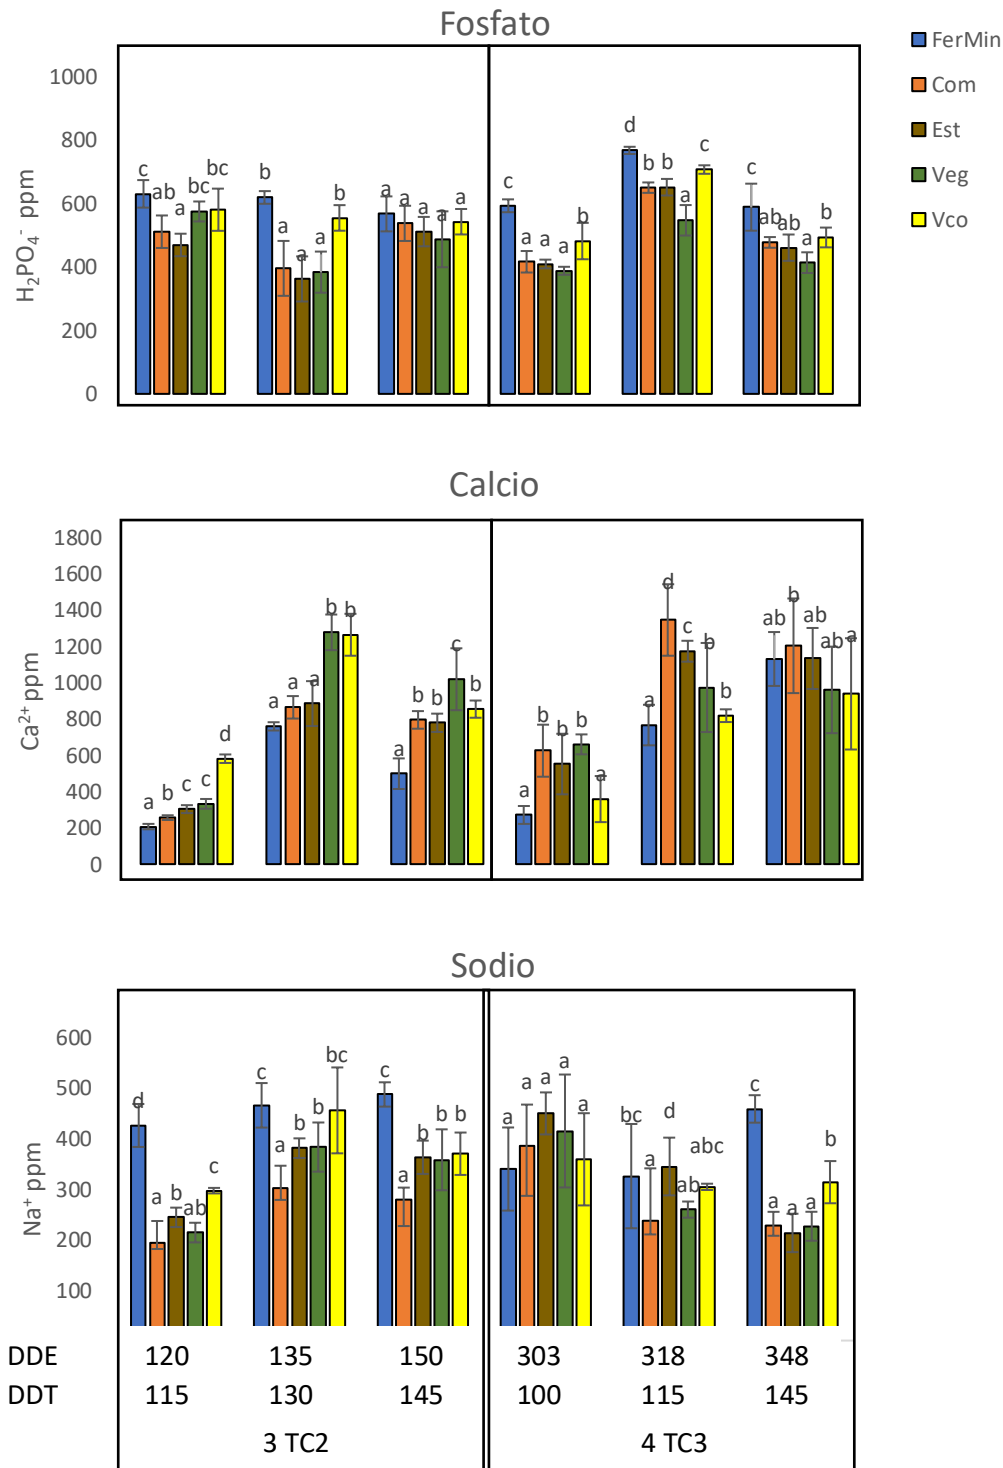 Fosfato
FerMin
Com
Est
Veg
Vco
H₂PO₄⁻ ppm
1000
800
600
400
200
0
c ab a bc bc
b a a a b
a a a a a
c a a a b
d b b b c
c ab ab a b
Calcio
Ca²⁺ ppm
1800
1600
1400
1200
1000
800
600
400
200
0
a b c c d
a a a b b
a b b c b
a b b b a
a d c b b
ab b ab ab a
Sodio
Na⁺ ppm
600
500
400
300
200
100
d a b ab c
c a b b bc
c a b b b
a a a a a
bc a d ab abc
c a a a b
DDE 120 135 150 303 318 348
DDT 115 130 145 100 115 145
3 TC2 4 TC3